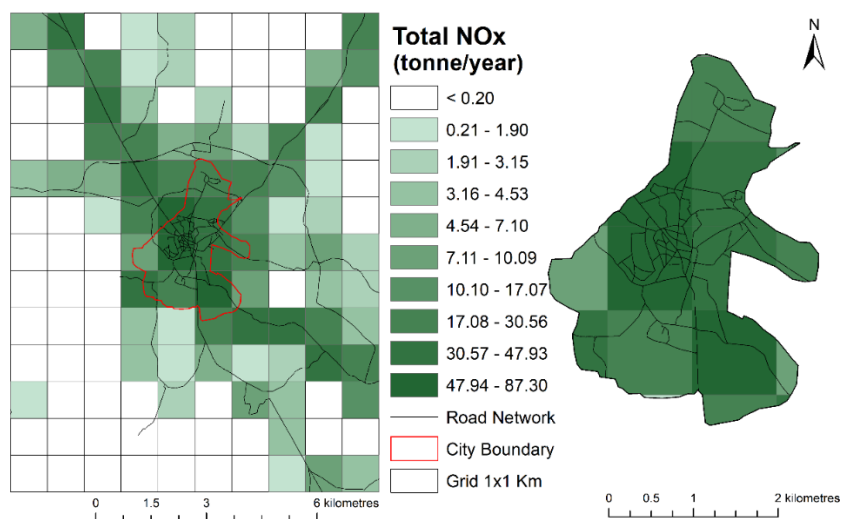 Total NOx
(tonne/year)
< 0.20
0.21 - 1.90
1.91 - 3.15
3.16 - 4.53
4.54 - 7.10
7.11 - 10.09
10.10 - 17.07
17.08 - 30.56
30.57 - 47.93
47.94 - 87.30
Road Network
City Boundary
Grid 1x1 Km
N
0 1.5 3 6 kilometres
0 0.5 1 2 kilometres